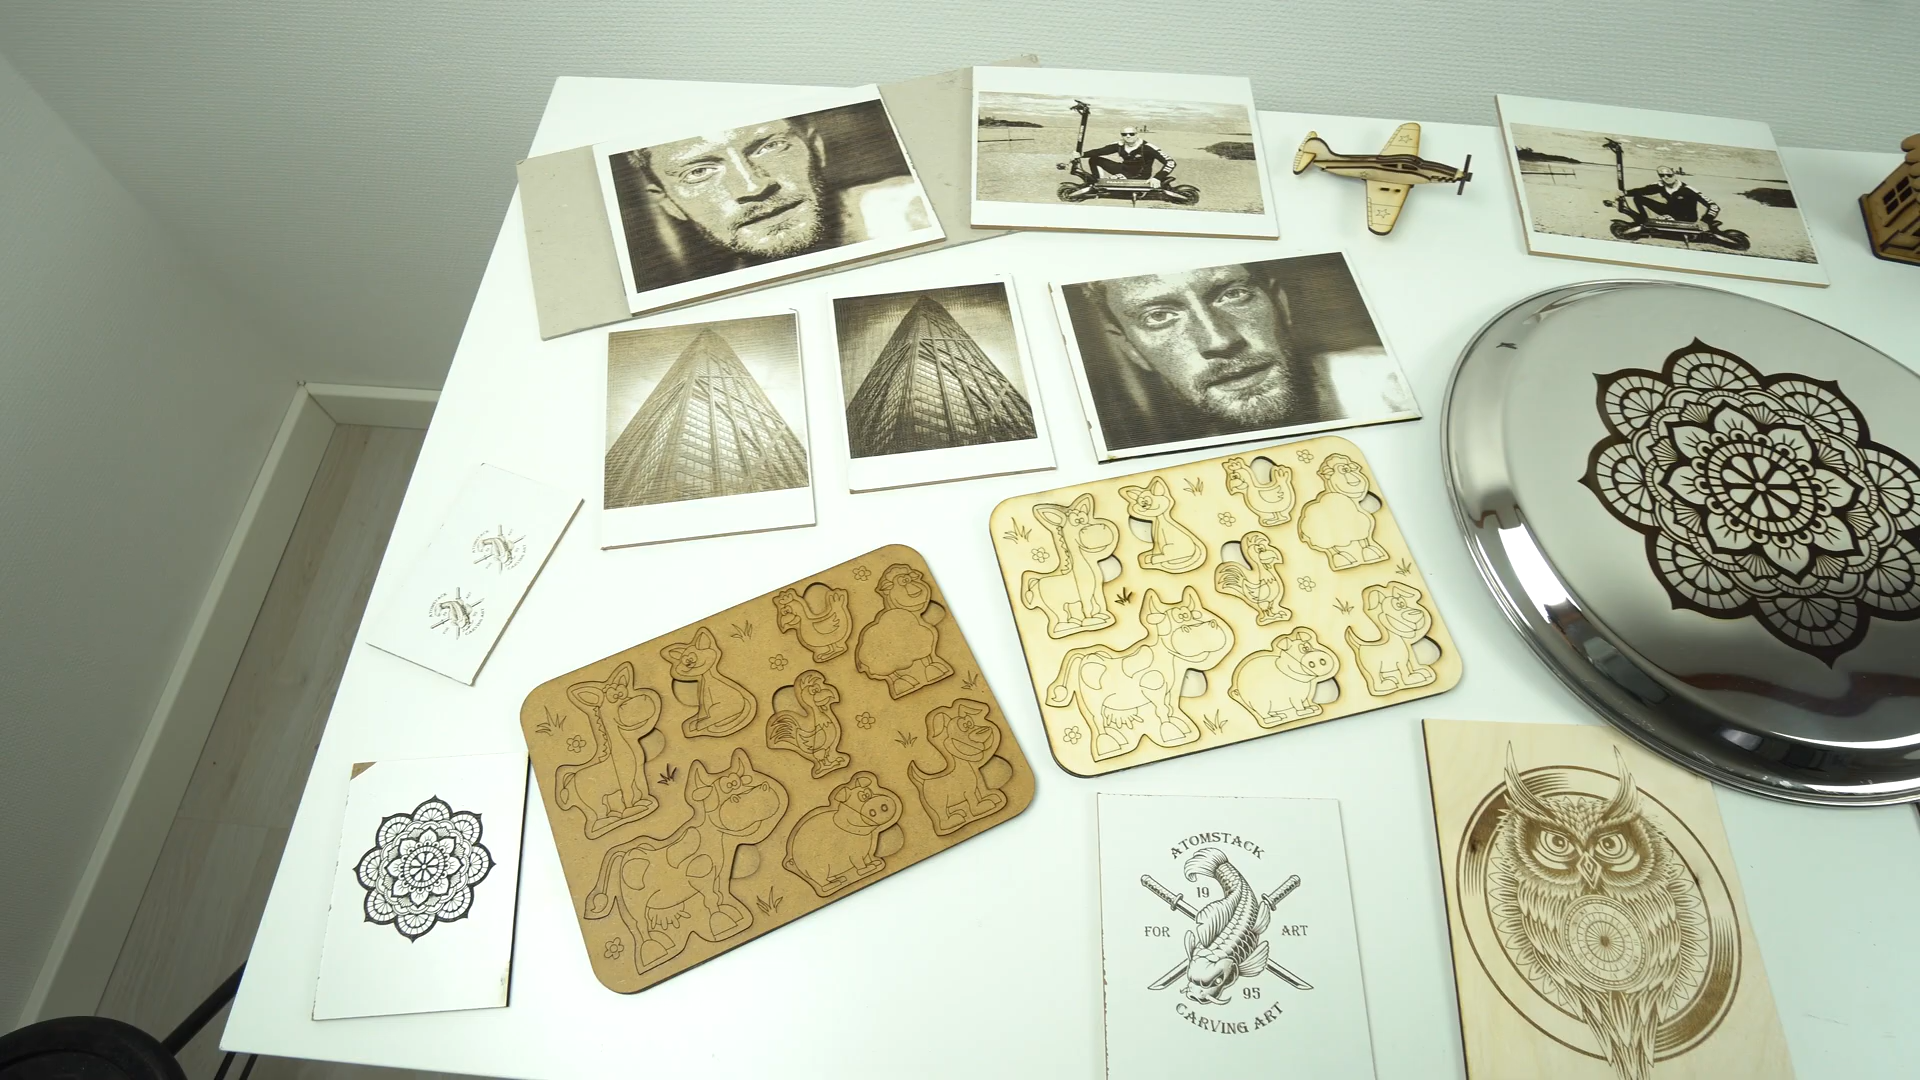 ATOMSTACK
19
FOR ART
95
CARVING ART